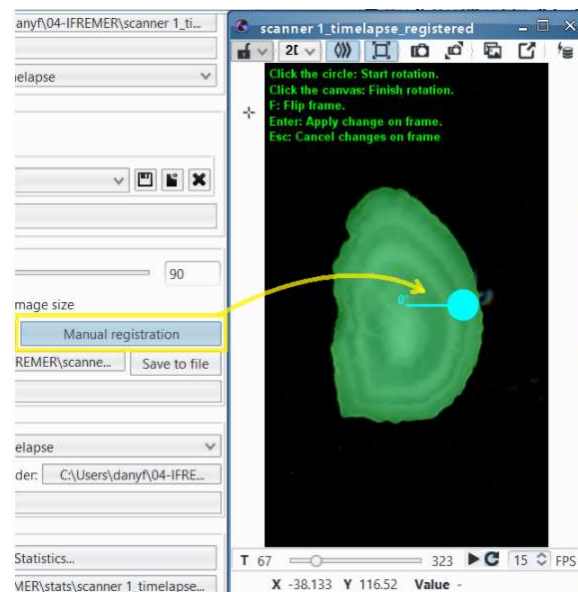 anyf\04-IFREMER\scanner 1_ti...
melapse
90
mage size
Manual registration
REMER\scanne...
Save to file
elapse
der:
C:\Users\danyf\04-IFRE...
Statistics...
MER\stats\scanner 1_timelapse...
scanner 1_timelapse_registered
Click the circle: Start rotation.
Click the canvas: Finish rotation.
F: Flip frame.
Enter: Apply change on frame.
Esc: Cancel changes on frame
0°
T 67 323 15 FPS
X -38.133 Y 116.52 Value -